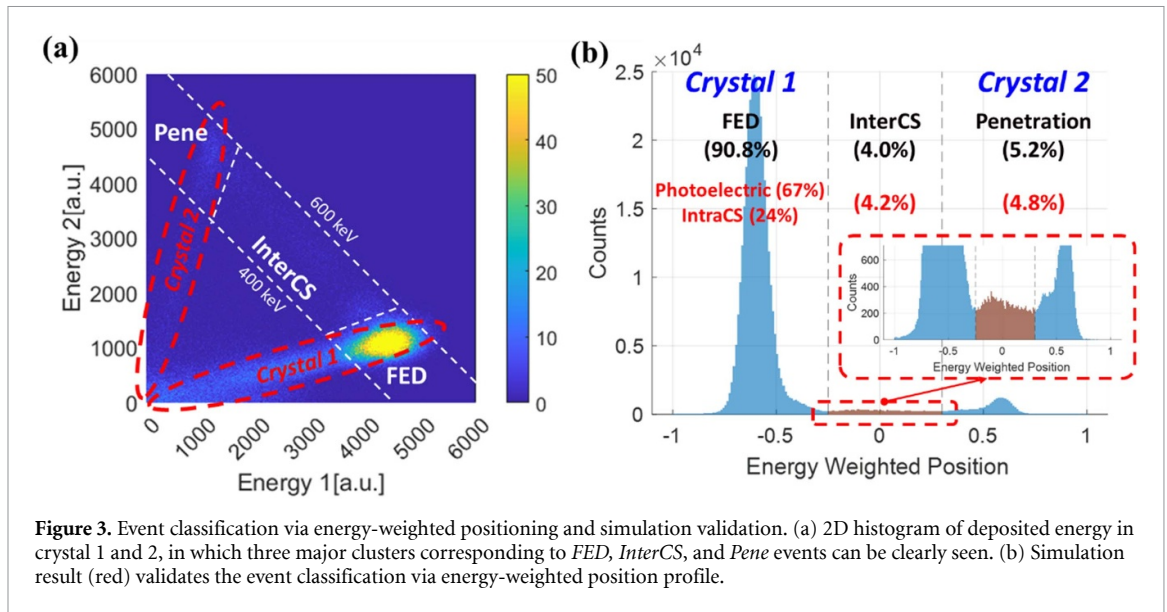 (a)
6000
5000
4000
3000
2000
1000
0
Energy 2[a.u.]
Pene
Crystal 2
InterCS
600 keV
400 keV
Crystal 1
FED
0
1000
2000
3000
4000
5000
6000
Energy 1[a.u.]
50
40
30
20
10
0
(b)
×10⁴
2.5
2
1.5
1
0.5
0
Counts
Crystal 1
Crystal 2
FED
(90.8%)
InterCS
(4.0%)
Penetration
(5.2%)
Photoelectric (67%)
IntraCS (24%)
(4.2%)
(4.8%)
600
400
200
0
Counts
-1
-0.5
0
0.5
1
Energy Weighted Position
-1
-0.5
0
0.5
1
Energy Weighted Position
Figure 3. Event classification via energy-weighted positioning and simulation validation. (a) 2D histogram of deposited energy in
crystal 1 and 2, in which three major clusters corresponding to FED, InterCS, and Pene events can be clearly seen. (b) Simulation
result (red) validates the event classification via energy-weighted position profile.